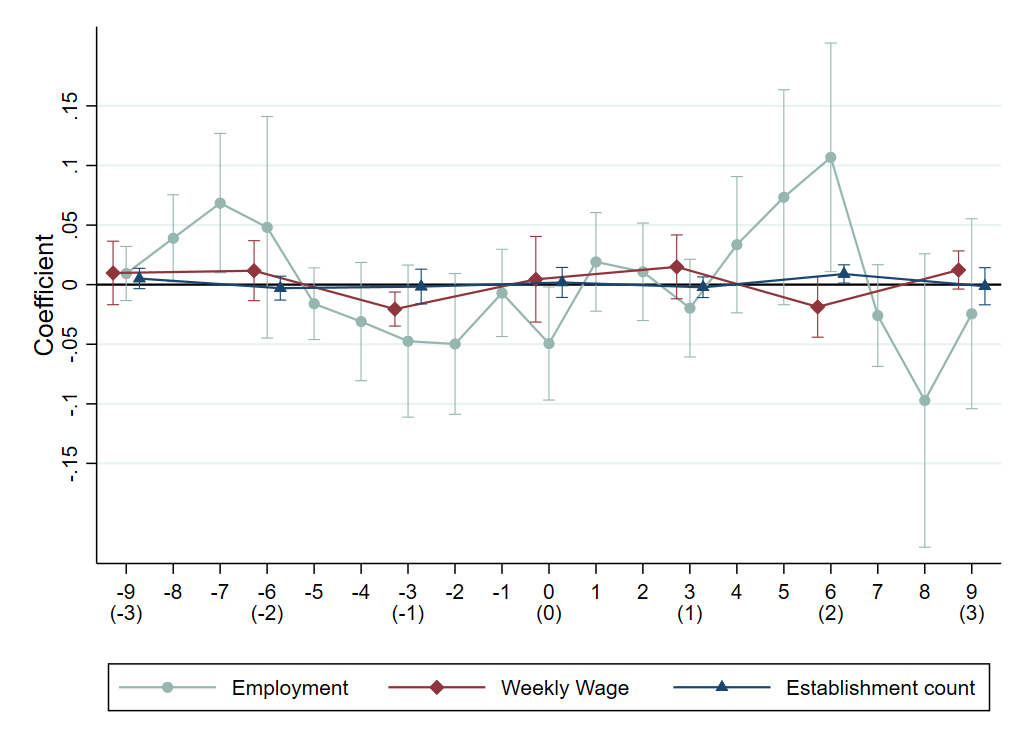 Coefficient
.15
.1
.05
0
-.05
-.1
-.15
-9 -8 -7 -6 -5 -4 -3 -2 -1 0 1 2 3 4 5 6 7 8 9
(-3) (-2) (-1) (0) (1) (2) (3)
Employment Weekly Wage Establishment count